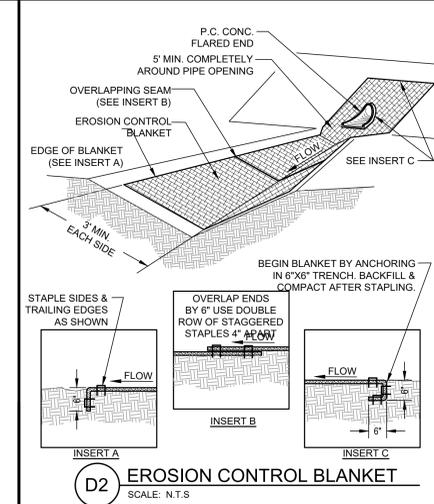 P.C. CONC.
FLARED END
5' MIN. COMPLETELY
AROUND PIPE OPENING
OVERLAPPING SEAM
(SEE INSERT B)
EROSION CONTROL
BLANKET
EDGE OF BLANKET
(SEE INSERT A)
FLOW
SEE INSERT C
3' MIN.
EACH SIDE
BEGIN BLANKET BY ANCHORING
IN 6"X6" TRENCH. BACKFILL &
COMPACT AFTER STAPLING.
STAPLE SIDES &
TRAILING EDGES
AS SHOWN
OVERLAP ENDS
BY 6" USE DOUBLE
ROW OF STAGGERED
STAPLES 4" APART
FLOW
FLOW
6"
INSERT A
INSERT B
FLOW
6"
6"
INSERT C
D2
EROSION CONTROL BLANKET
SCALE: N.T.S